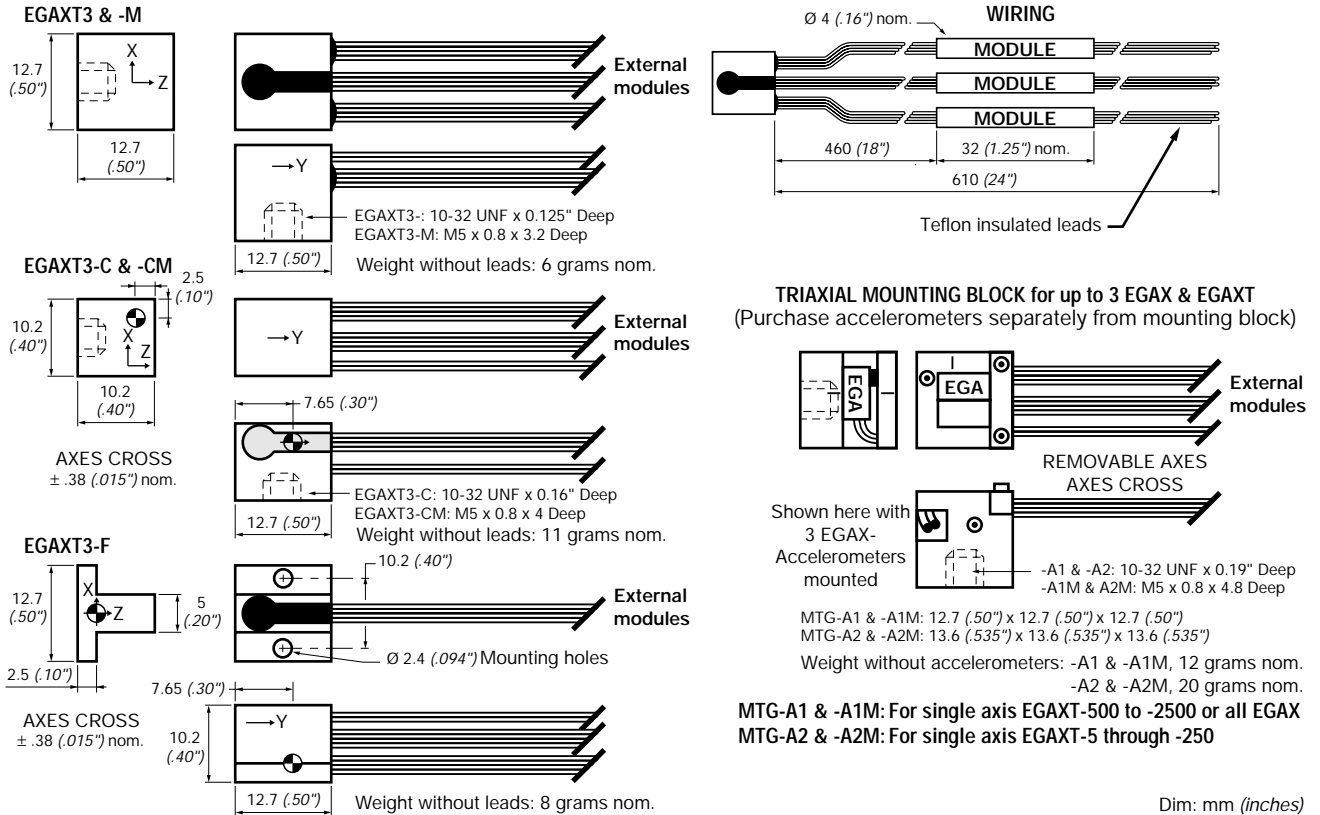 EGAXT3 & -M
12.7
(.50")
X
Z
12.7
(.50")
External
modules
Y
EGAXT3-: 10-32 UNF x 0.125" Deep
EGAXT3-M: M5 x 0.8 x 3.2 Deep
12.7 (.50")
Weight without leads: 6 grams nom.
EGAXT3-C & -CM
2.5
(.10")
10.2
(.40")
X
Z
10.2
(.40")
Y
External
modules
7.65 (.30")
AXES CROSS
± .38 (.015") nom.
EGAXT3-C: 10-32 UNF x 0.16" Deep
EGAXT3-CM: M5 x 0.8 x 4 Deep
12.7 (.50")
Weight without leads: 11 grams nom.
EGAXT3-F
10.2 (.40")
12.7
(.50")
X
Z
5
(.20")
External
modules
Ø 2.4 (.094") Mounting holes
2.5 (.10")
7.65 (.30")
AXES CROSS
± .38 (.015") nom.
Y
10.2
(.40")
12.7 (.50")
Weight without leads: 8 grams nom.
WIRING
Ø 4 (.16") nom.
MODULE
MODULE
MODULE
460 (18")
32 (1.25") nom.
610 (24")
Teflon insulated leads
TRIAXIAL MOUNTING BLOCK for up to 3 EGAX & EGAXT
(Purchase accelerometers separately from mounting block)
EGA
EGA
External
modules
REMOVABLE AXES
AXES CROSS
Shown here with
3 EGAX-
Accelerometers
mounted
-A1 & -A2: 10-32 UNF x 0.19" Deep
-A1M & A2M: M5 x 0.8 x 4.8 Deep
MTG-A1 & -A1M: 12.7 (.50") x 12.7 (.50") x 12.7 (.50")
MTG-A2 & -A2M: 13.6 (.535") x 13.6 (.535") x 13.6 (.535")
Weight without accelerometers: -A1 & -A1M, 12 grams nom.
-A2 & -A2M, 20 grams nom.
MTG-A1 & -A1M: For single axis EGAXT-500 to -2500 or all EGAX
MTG-A2 & -A2M: For single axis EGAXT-5 through -250
Dim: mm (inches)